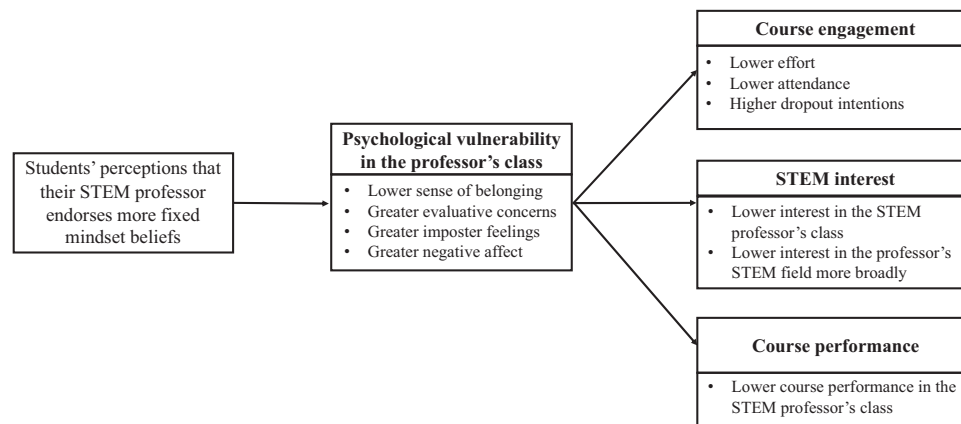 Students’ perceptions that
their STEM professor
endorses more fixed
mindset beliefs
Psychological vulnerability
in the professor’s class
• Lower sense of belonging
• Greater evaluative concerns
• Greater imposter feelings
• Greater negative affect
Course engagement
• Lower effort
• Lower attendance
• Higher dropout intentions
STEM interest
• Lower interest in the STEM
professor’s class
• Lower interest in the professor’s
STEM field more broadly
Course performance
• Lower course performance in the
STEM professor’s class